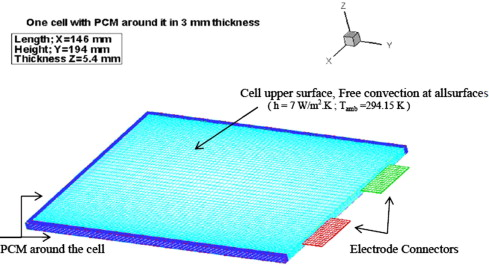 One cell with PCM around it in 3 mm thickness
Length; X=146 mm
Height; Y=194 mm
Thickness Z=5.4 mm
Z
Y
X
Cell upper surface, Free convection at allsurfaces
( h = 7 W/m².K ; Tamb =294.15 K )
PCM around the cell
Electrode Connectors